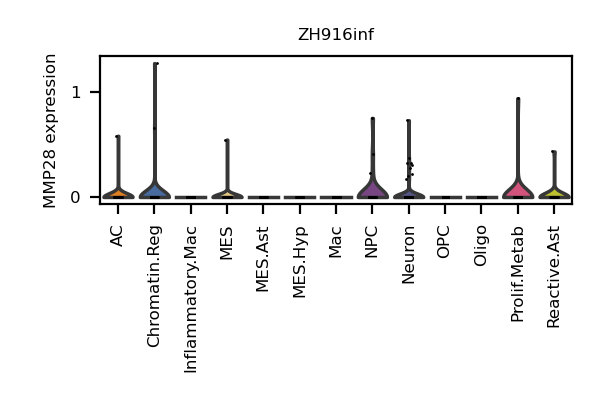 ZH916inf
MMP28 expression
1
0
AC
Chromatin.Reg
Inflammatory.Mac
MES
MES.Ast
MES.Hyp
Mac
NPC
Neuron
OPC
Oligo
Prolif.Metab
Reactive.Ast